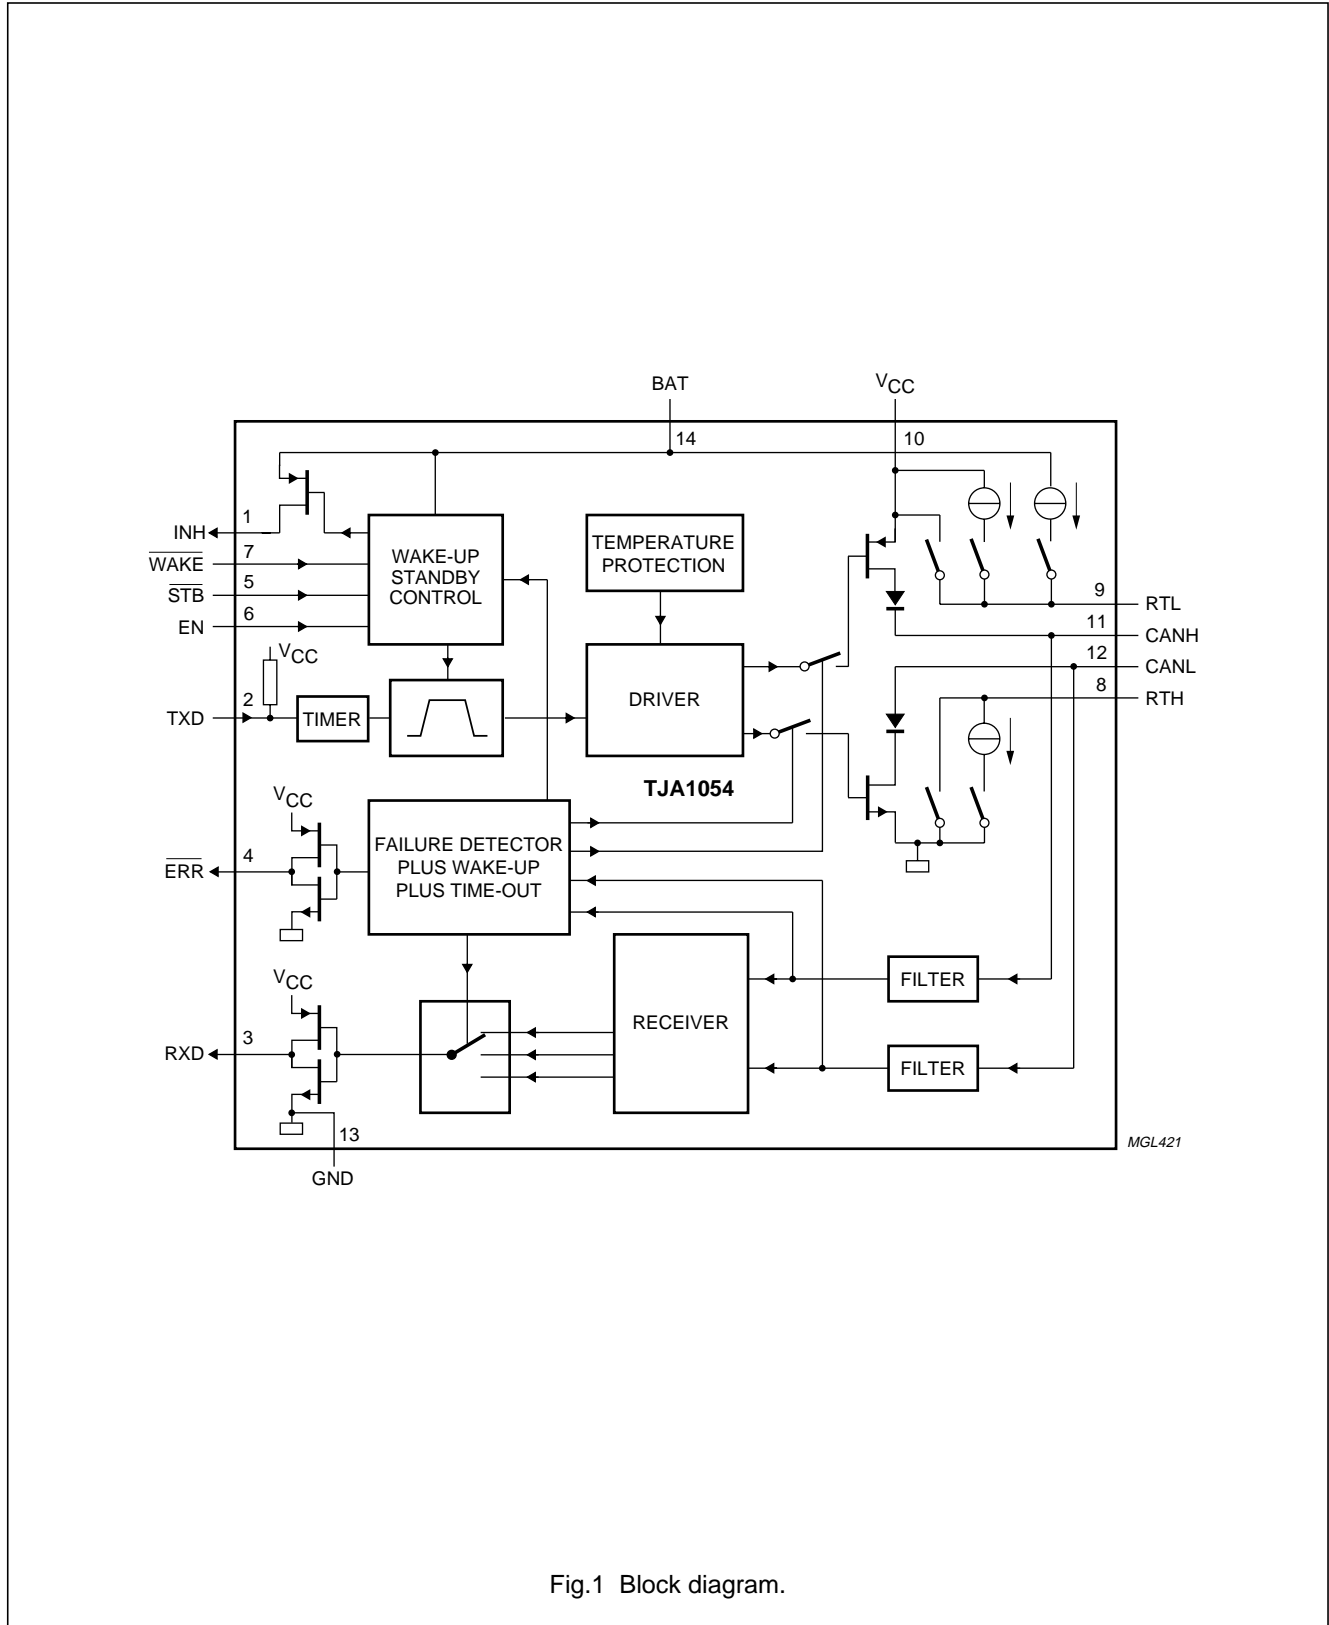 BAT
VCC
14
10
1
INH
7
WAKE
5
STB
6
EN
WAKE-UP
STANDBY
CONTROL
TEMPERATURE
PROTECTION
9
RTL
11
CANH
12
CANL
8
RTH
VCC
2
TXD
TIMER
DRIVER
TJA1054
VCC
4
ERR
FAILURE DETECTOR
PLUS WAKE-UP
PLUS TIME-OUT
VCC
3
RXD
RECEIVER
FILTER
FILTER
13
GND
MGL421
Fig.1 Block diagram.